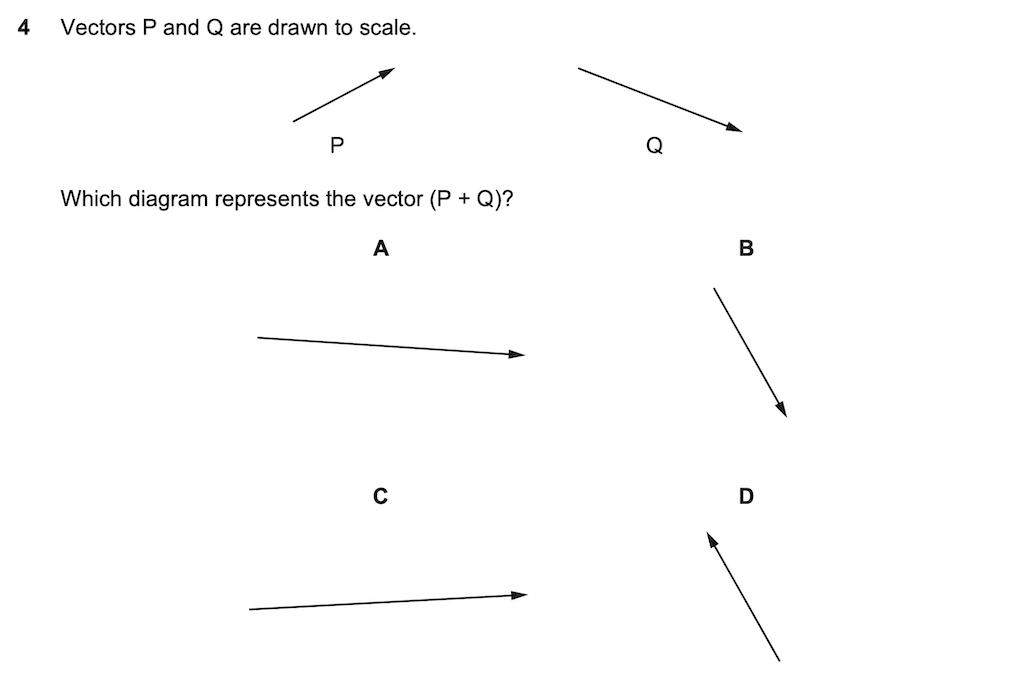 4 Vectors P and Q are drawn to scale.
P Q
Which diagram represents the vector (P + Q)?
A B
C D